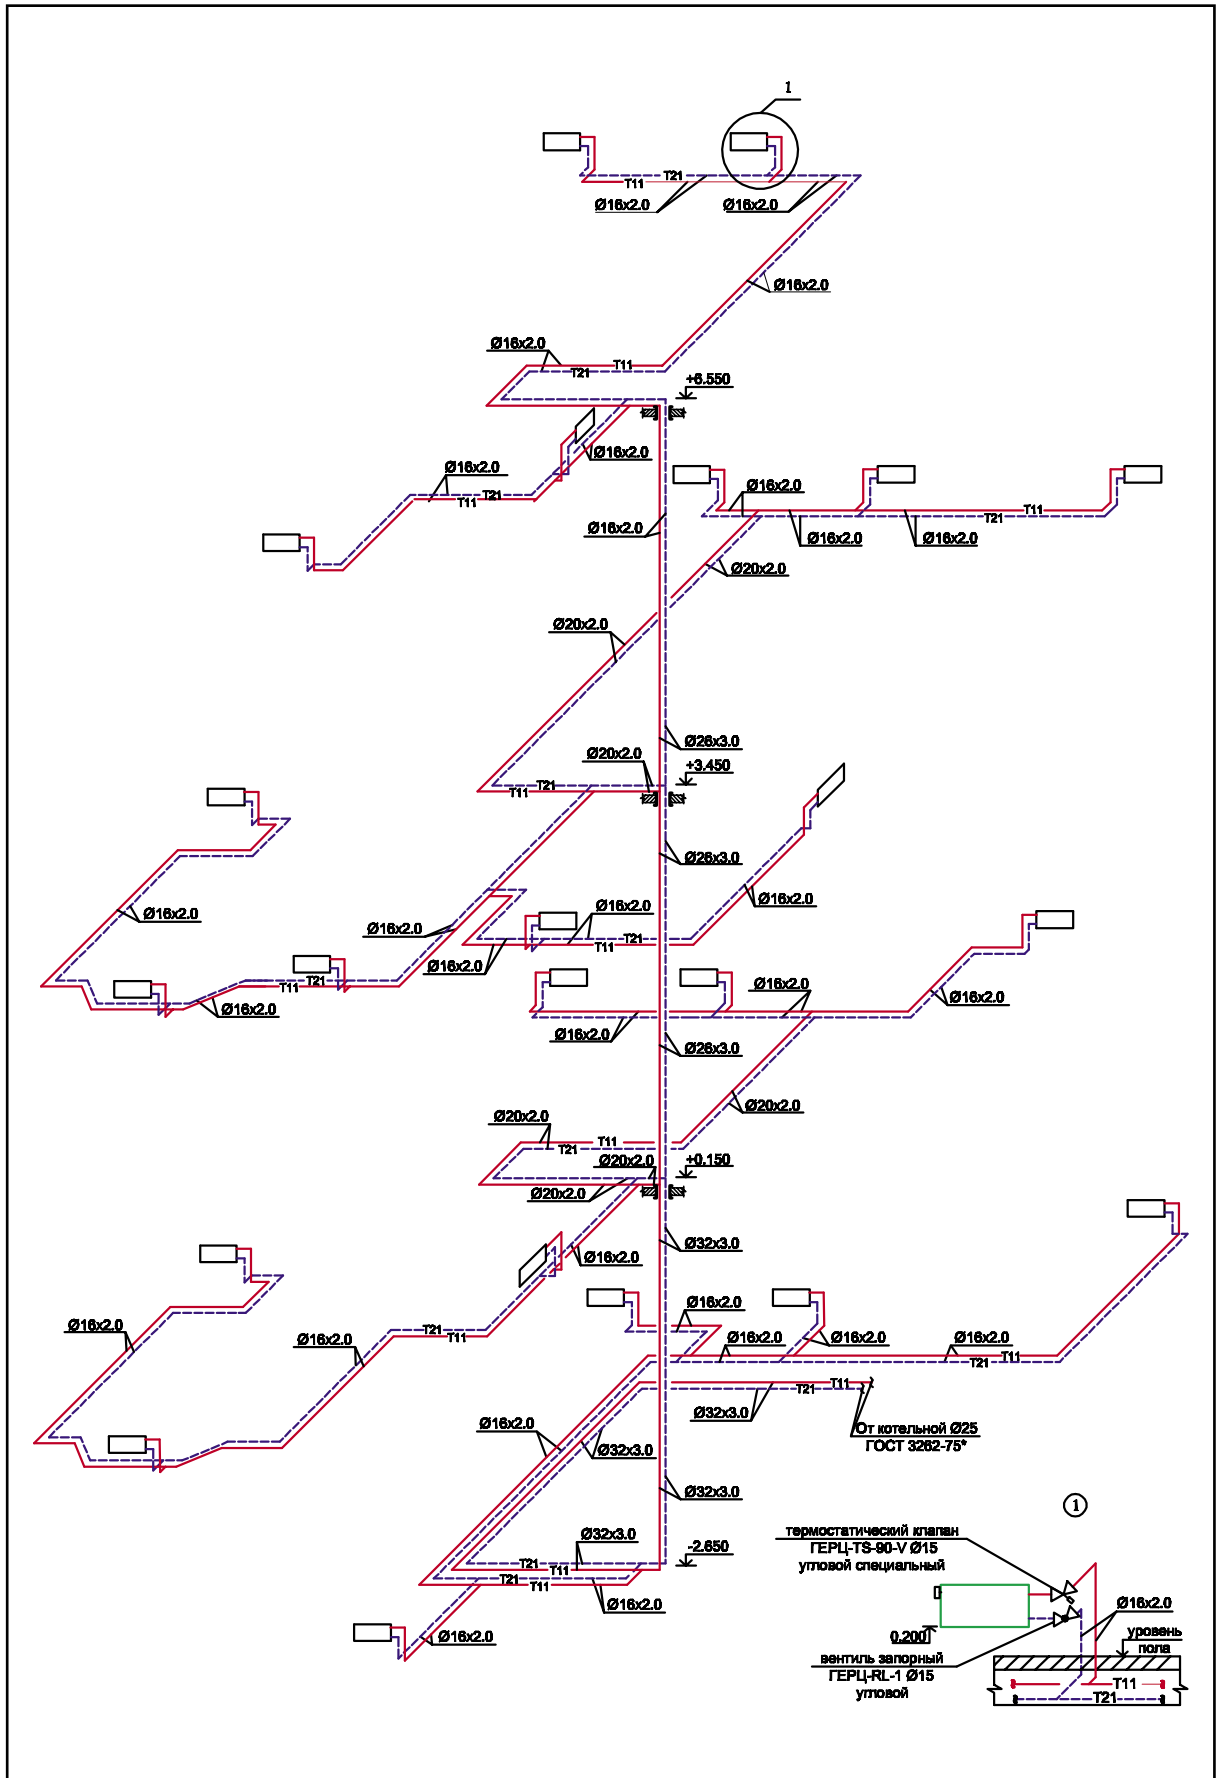 1
T21
T11
Ø16x2.0
Ø16x2.0
Ø16x2.0
Ø16x2.0
T11
T21
+6.550
Ø16x2.0
Ø16x2.0
T21
T11
Ø16x2.0
T11
T21
Ø16x2.0
Ø16x2.0
Ø16x2.0
Ø20x2.0
Ø20x2.0
Ø26x3.0
Ø20x2.0
+3.450
T21
T11
Ø26x3.0
Ø16x2.0
Ø16x2.0
Ø16x2.0
Ø16x2.0
T21
T11
Ø16x2.0
T21
T11
Ø16x2.0
Ø16x2.0
Ø16x2.0
Ø16x2.0
Ø26x3.0
Ø20x2.0
Ø20x2.0
T11
T21
Ø20x2.0
+0.150
Ø20x2.0
Ø32x3.0
Ø16x2.0
Ø16x2.0
Ø16x2.0
T21
T11
Ø16x2.0
Ø16x2.0
Ø16x2.0
Ø16x2.0
T11
T21
T11
T21
Ø32x3.0
Ø16x2.0
От котельной Ø25
ГОСТ 3262-75*
Ø32x3.0
Ø32x3.0
1
Ø32x3.0
-2.650
T21
T11
T21
T11
Ø16x2.0
Ø16x2.0
термостатический клапан
ГЕРЦ-TS-90-V Ø15
угловой специальный
Ø16x2.0
0.200
уровень
пола
вентиль запорный
ГЕРЦ-RL-1 Ø15
угловой
T11
T21